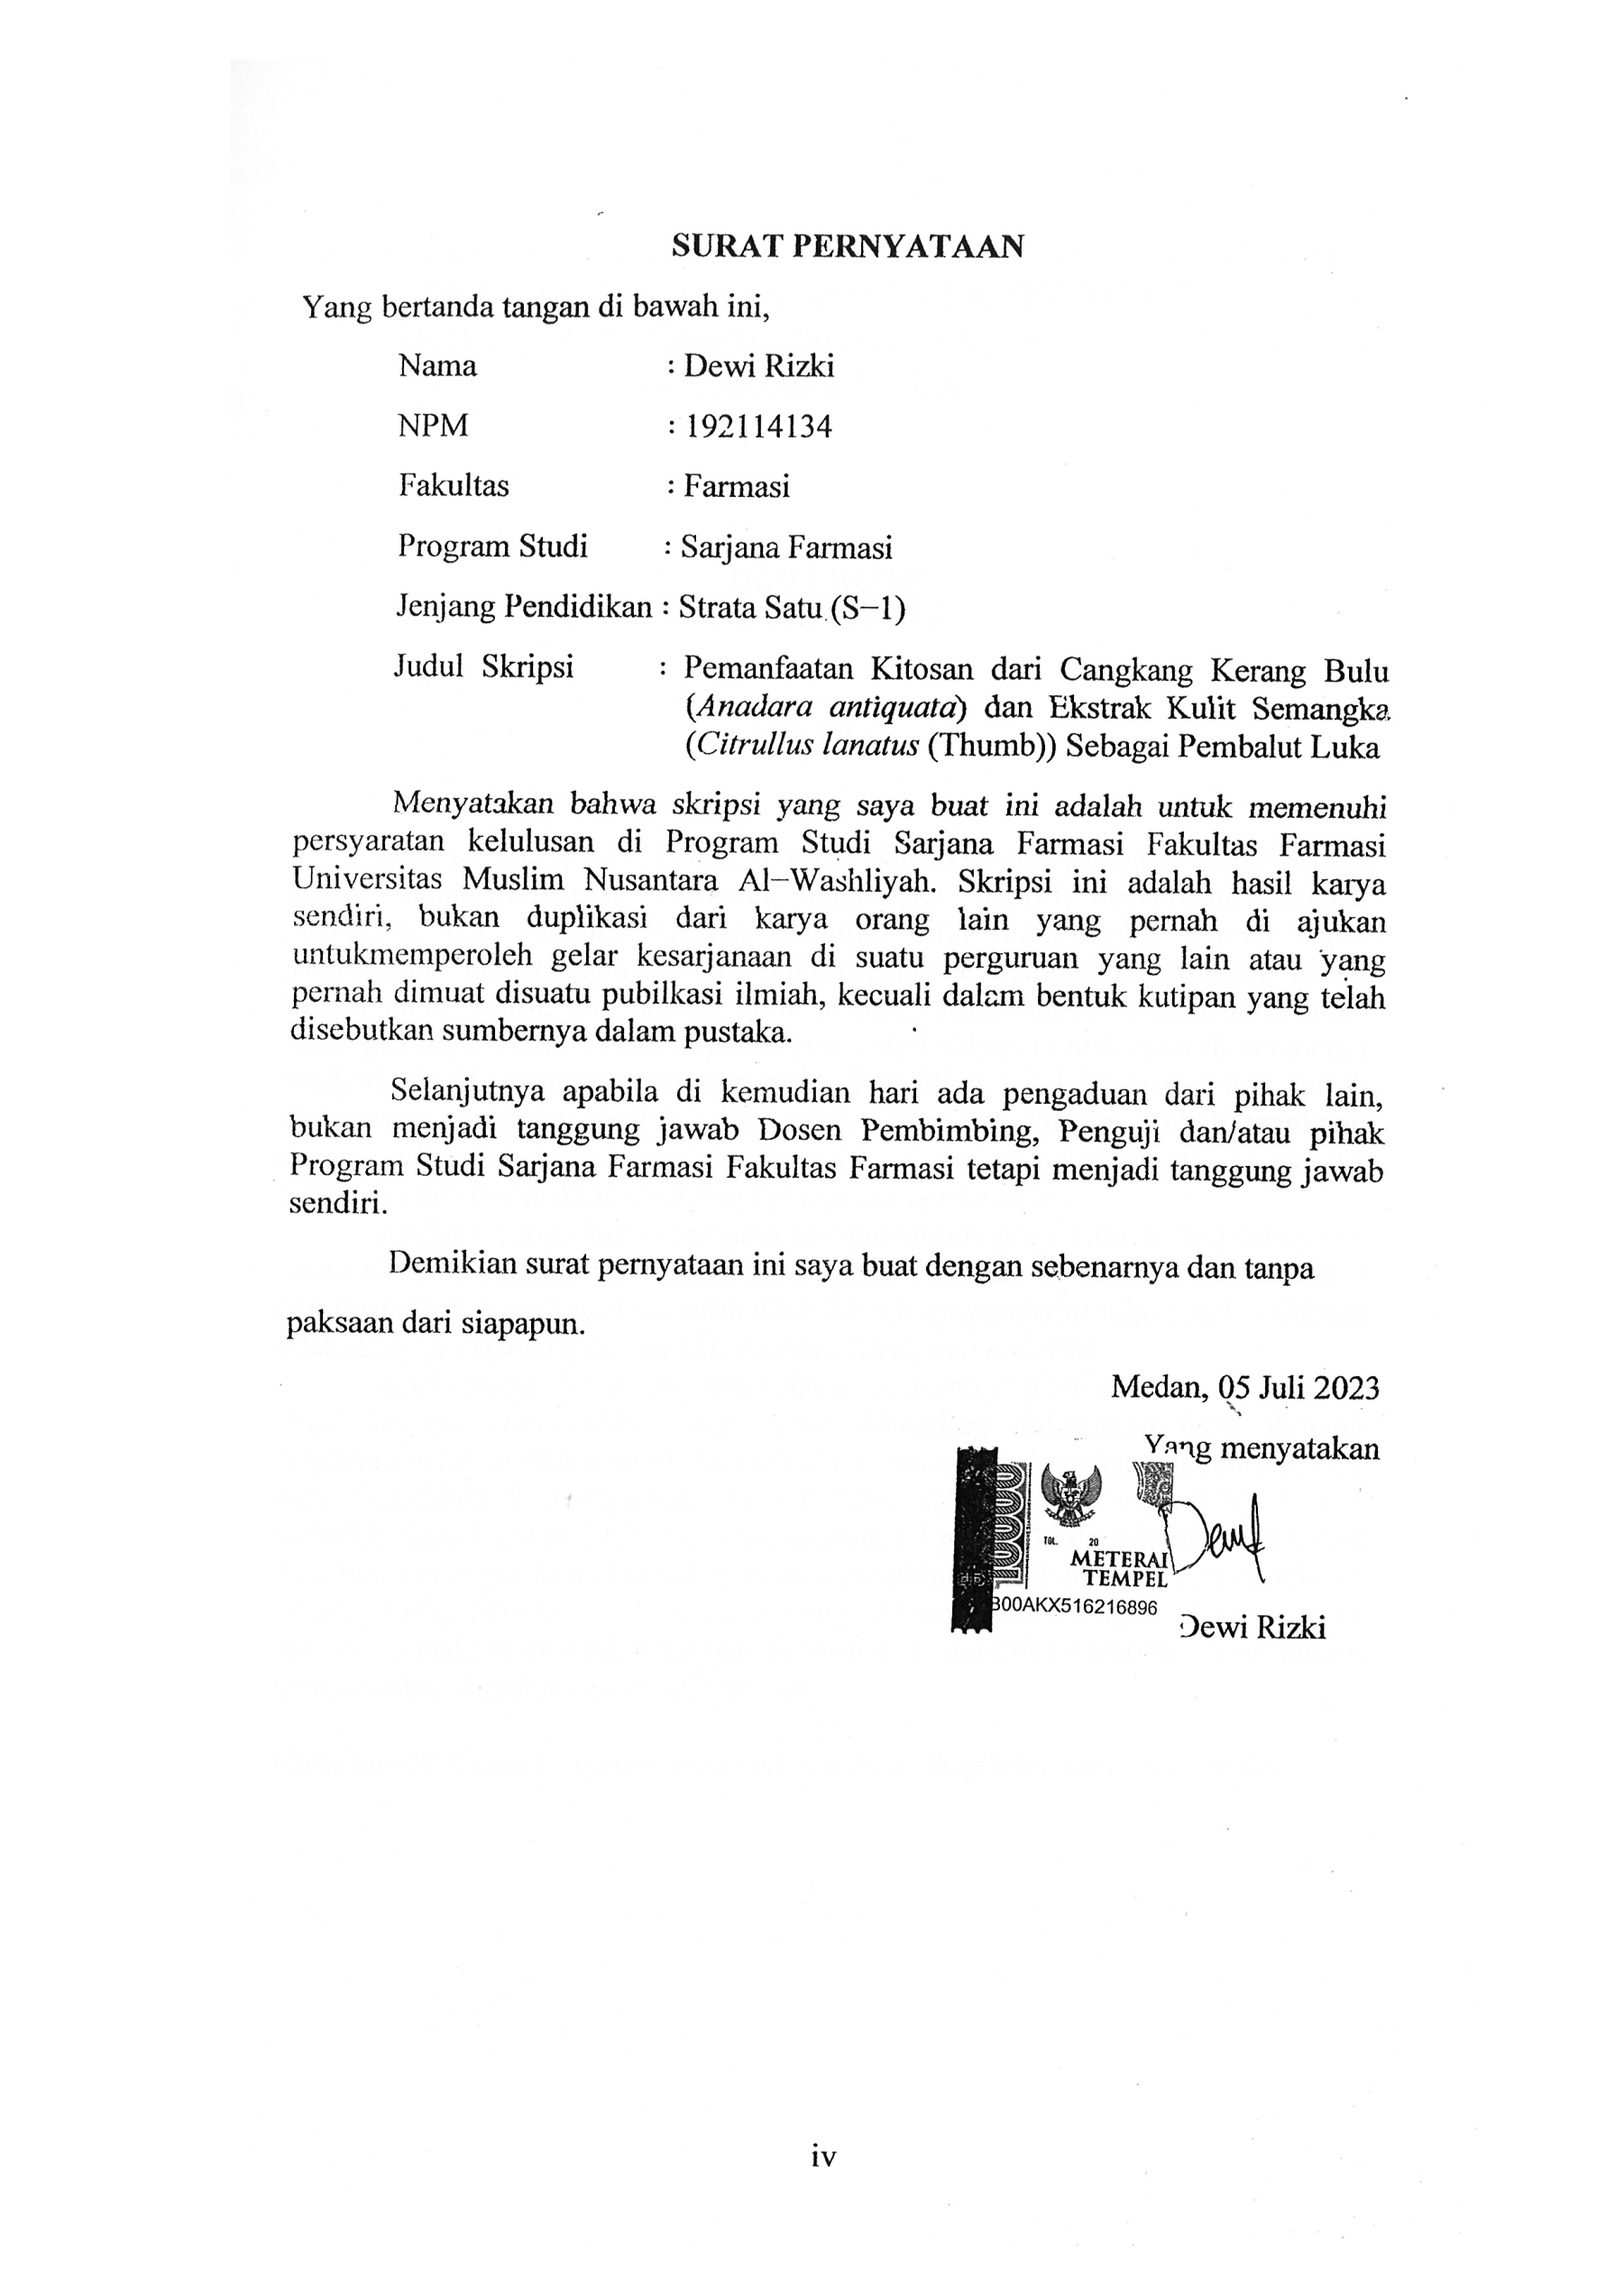 SURAT PERNYATAAN
Yang bertanda tangan di bawah ini,
Nama : Dewi Rizki
NPM : 192114134
Fakultas : Farmasi
Program Studi : Sarjana Farmasi
Jenjang Pendidikan : Strata Satu (S–1)
Judul Skripsi : Pemanfaatan Kitosan dari Cangkang Kerang Bulu
(Anadara antiquata) dan Ekstrak Kulit Semangka
(Citrullus lanatus (Thumb)) Sebagai Pembalut Luka
Menyatakan bahwa skripsi yang saya buat ini adalah untuk memenuhi
persyaratan kelulusan di Program Studi Sarjana Farmasi Fakultas Farmasi
Universitas Muslim Nusantara Al–Washliyah. Skripsi ini adalah hasil karya
sendiri, bukan duplikasi dari karya orang lain yang pernah di ajukan
untukmemperoleh gelar kesarjanaan di suatu perguruan yang lain atau yang
pernah dimuat disuatu pubilkasi ilmiah, kecuali dalam bentuk kutipan yang telah
disebutkan sumbernya dalam pustaka.
Selanjutnya apabila di kemudian hari ada pengaduan dari pihak lain,
bukan menjadi tanggung jawab Dosen Pembimbing, Penguji dan/atau pihak
Program Studi Sarjana Farmasi Fakultas Farmasi tetapi menjadi tanggung jawab
sendiri.
Demikian surat pernyataan ini saya buat dengan sebenarnya dan tanpa
paksaan dari siapapun.
Medan, 05 Juli 2023
Yang menyatakan
10000
TGL. 20
METERAI
TEMPEL
B00AKX516216896
Dewi Rizki
iv